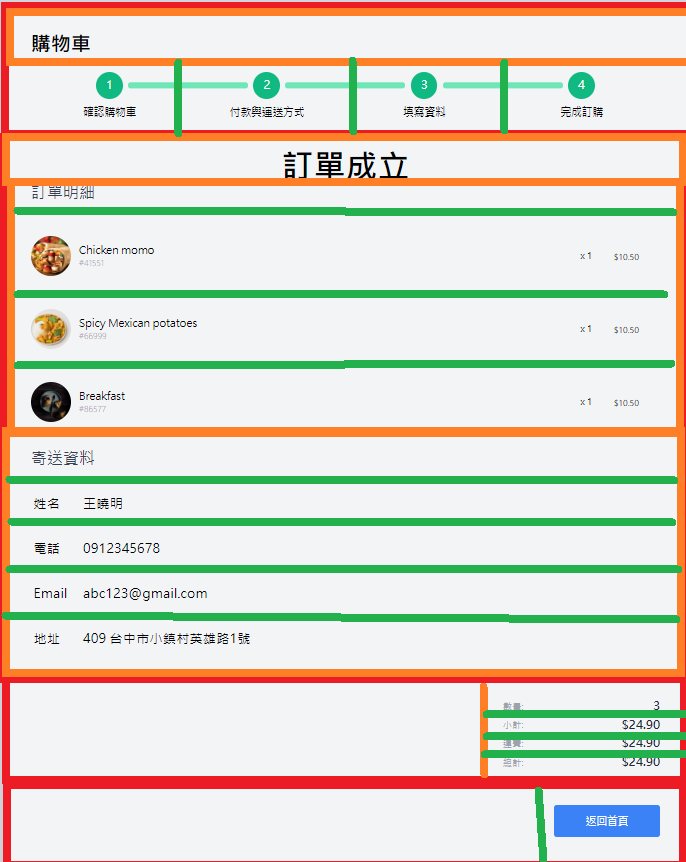 購物車
1 2 3 4
確認購物車 付款與運送方式 填寫資料 完成訂購
訂單成立
訂單明細
Chicken momo x 1 $10.50
#41551
Spicy Mexican potatoes x 1 $10.50
#66999
Breakfast x 1 $10.50
#86577
寄送資料
姓名 王曉明
電話 0912345678
Email abc123@gmail.com
地址 409 台中市小鎮村英雄路1號
數量: 3
小計: $24.90
運費: $24.90
總計: $24.90
返回首頁